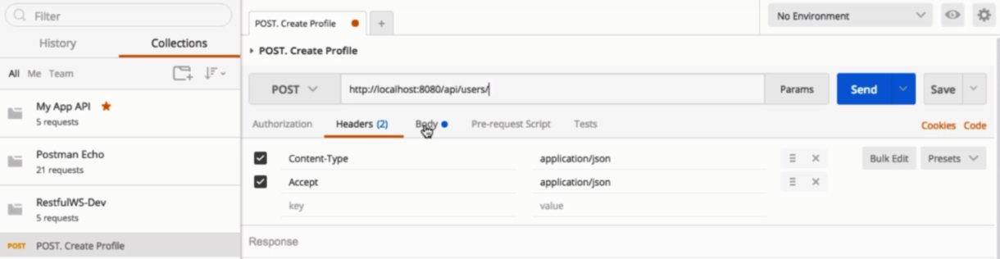 Filter
History Collections
All Me Team
My App API
5 requests
Postman Echo
21 requests
RestfulWS-Dev
5 requests
POST POST. Create Profile
POST. Create Profile +
No Environment
POST. Create Profile
POST http://localhost:8080/api/users/ Params Send Save
Authorization Headers (2) Body Pre-request Script Tests Cookies Code
Content-Type application/json Bulk Edit Presets
Accept application/json
key value
Response